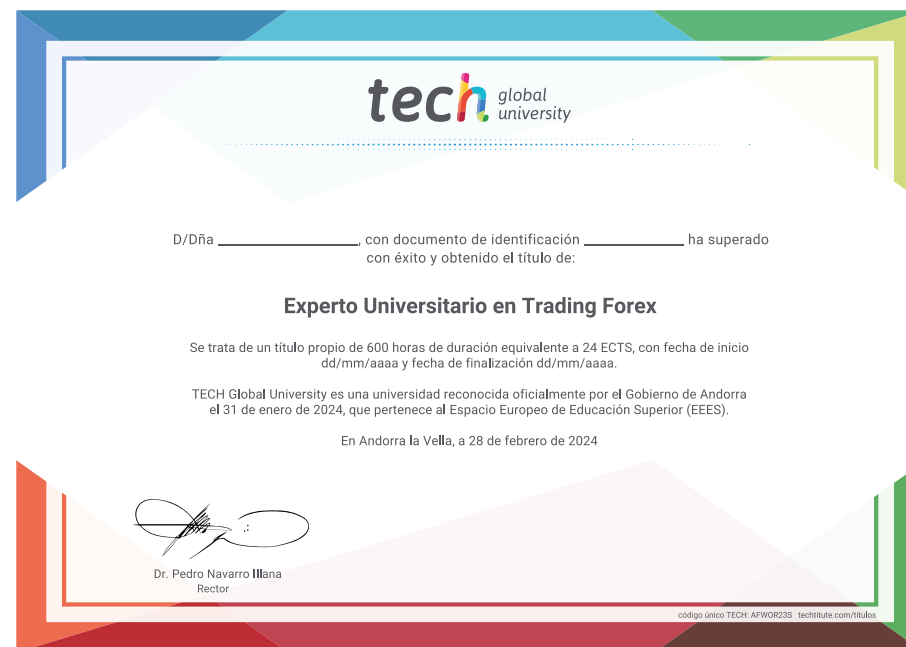 tech global university
D/Dña ______________, con documento de identificación __________ ha superado
con éxito y obtenido el título de:
Experto Universitario en Trading Forex
Se trata de un título propio de 600 horas de duración equivalente a 24 ECTS, con fecha de inicio
dd/mm/aaaa y fecha de finalización dd/mm/aaaa.
TECH Global University es una universidad reconocida oficialmente por el Gobierno de Andorra
el 31 de enero de 2024, que pertenece al Espacio Europeo de Educación Superior (EEES).
En Andorra la Vella, a 28 de febrero de 2024
Dr. Pedro Navarro Illana
Rector
código único TECH: AFWOR23S techtitute.com/titulos